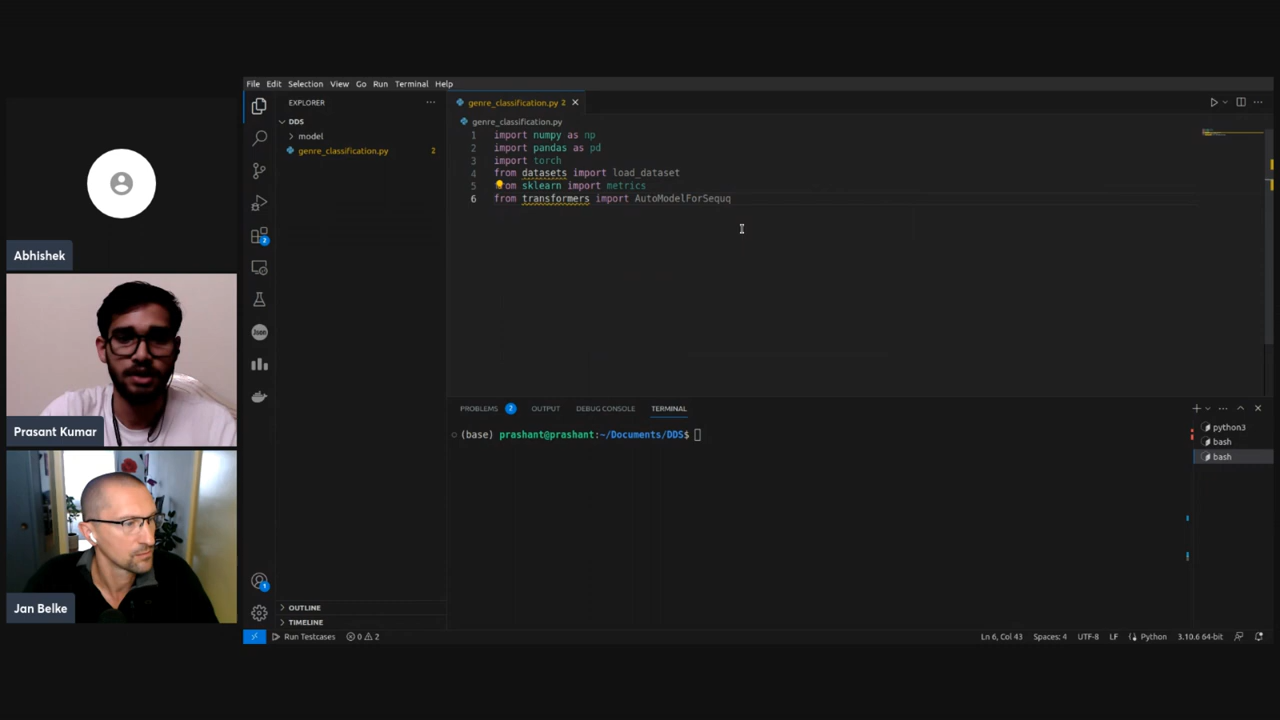 Abhishek
Prasant Kumar
Jan Belke
File Edit Selection View Go Run Terminal Help
EXPLORER
DDS
model
genre_classification.py 2
genre_classification.py 2
genre_classification.py
1 import numpy as np
2 import pandas as pd
3 import torch
4 from datasets import load_dataset
5 from sklearn import metrics
6 from transformers import AutoModelForSequq
2
Json
1
OUTLINE
TIMELINE
PROBLEMS 2 OUTPUT DEBUG CONSOLE TERMINAL
(base) prashant@prashant:~/Documents/DDS$
python3
bash
bash
Run Testcases 0 2
Ln 6, Col 43 Spaces: 4 UTF-8 LF Python 3.10.6 64-bit